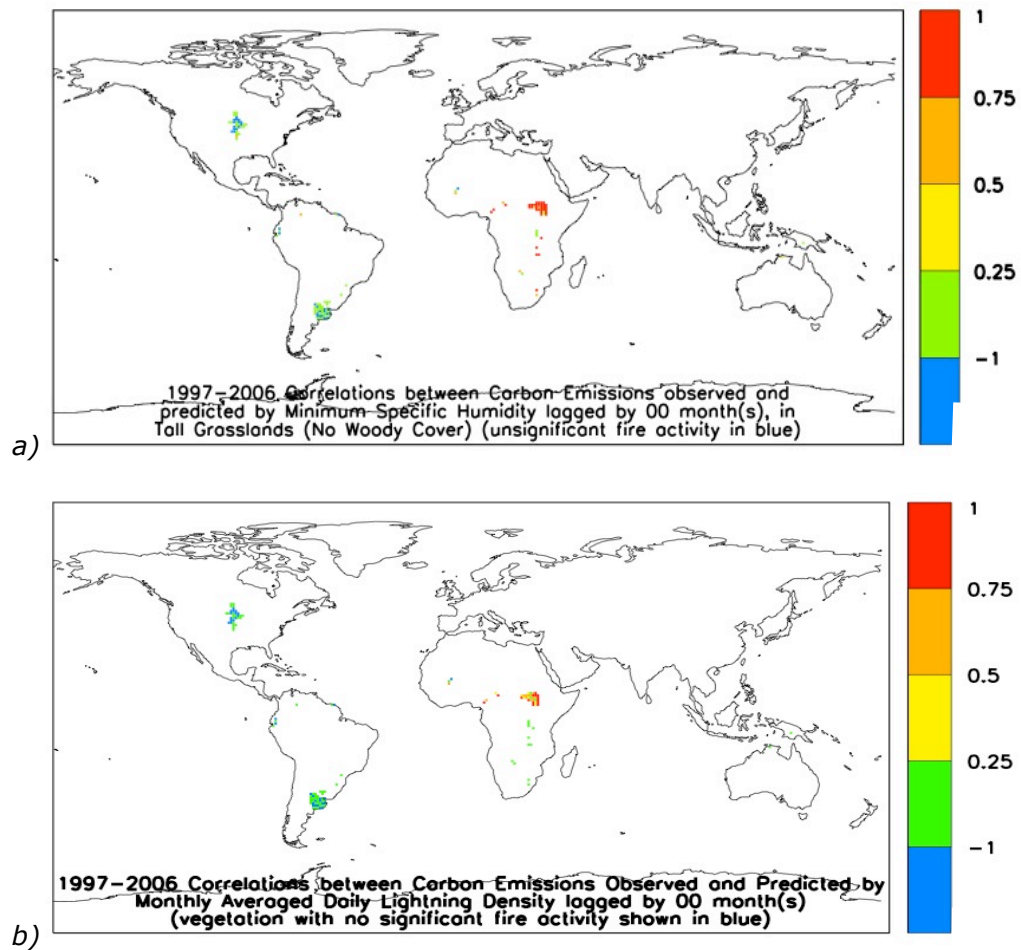 1
0.75
0.5
0.25
−1
1997−2006 Correlations between Carbon Emissions observed and
predicted by Minimum Specific Humidity lagged by 00 month(s), in
Tall Grasslands (No Woody Cover) (unsignificant fire activity in blue)
a)
1
0.75
0.5
0.25
−1
1997−2006 Correlations between Carbon Emissions Observed and Predicted by
Monthly Averaged Daily Lightning Density lagged by 00 month(s)
(vegetation with no significant fire activity shown in blue)
b)